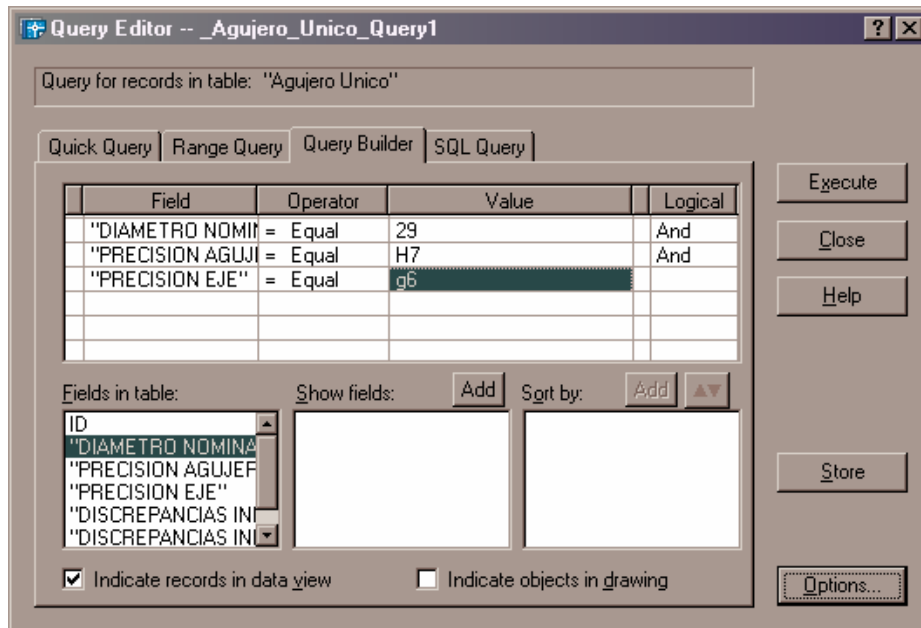 Query Editor -- _Agujero_Unico_Query1
Query for records in table: "Agujero Unico"
Quick Query Range Query Query Builder SQL Query
Field Operator Value Logical
"DIAMETRO NOMIN = Equal 29 And
"PRECISION AGUJI = Equal H7 And
"PRECISION EJE" = Equal g6
Execute
Close
Help
Fields in table: Show fields: Add Sort by: Add
ID
"DIAMETRO NOMINA
"PRECISION AGUJEF
"PRECISION EJE"
"DISCREPANCIAS INI
"DISCREPANCIAS INI
Store
Indicate records in data view Indicate objects in drawing
Options...